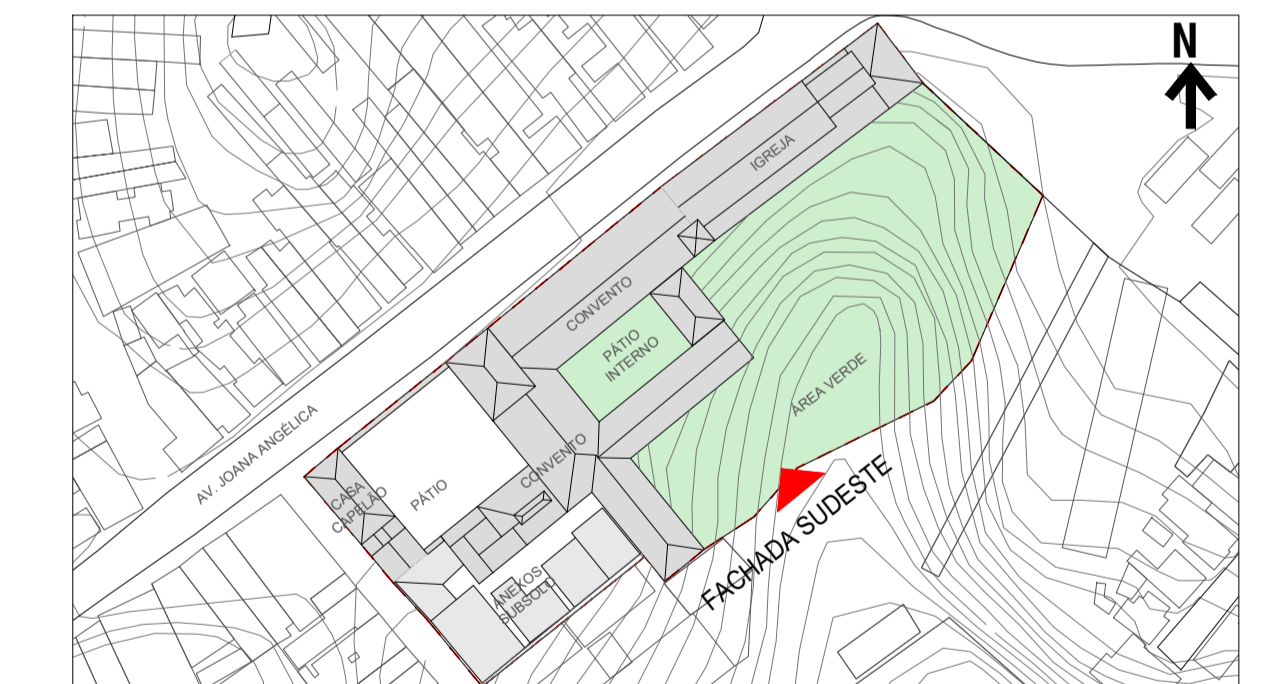 N
IGREJA
CONVENTO
PÁTIO
INTERNO
ÁREA VERDE
AV. JOANA ANGÉLICA
CONVENTO
CASA
CAPELÃO
PÁTIO
FACHADA SUDESTE
ANEXOS
SUBSOLO